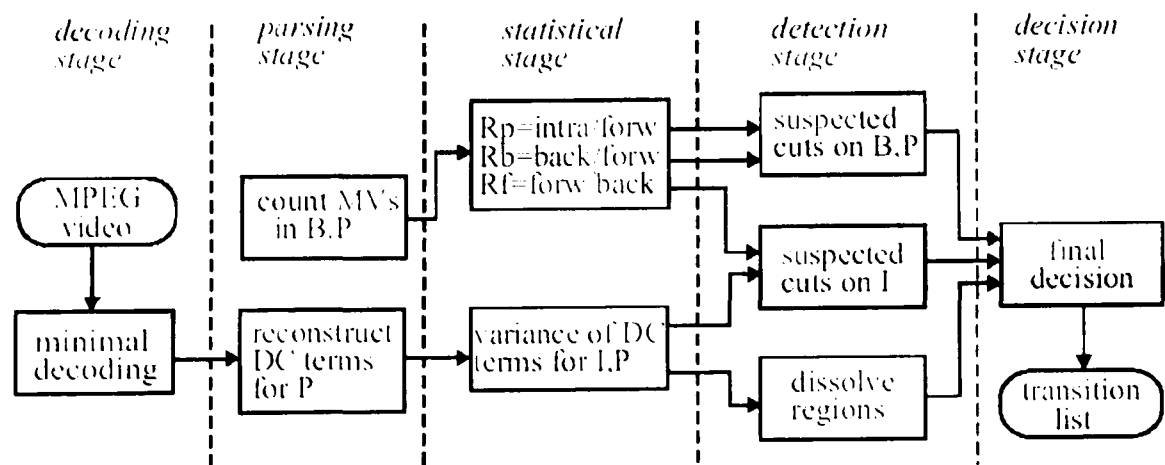 decoding
stage
parsing
stage
statistical
stage
detection
stage
decision
stage
MPEG
video
minimal
decoding
count MVs
in B,P
reconstruct
DC terms
for P
Rp=intra/forw
Rb=back/forw
Rf=forw/back
variance of DC
terms for I,P
suspected
cuts on B,P
suspected
cuts on I
dissolve
regions
final
decision
transition
list